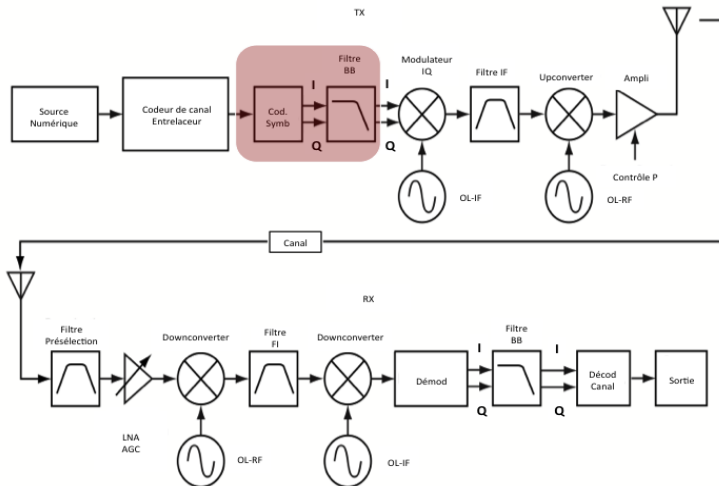 TX
Source
Numérique
Codeur de canal
Entrelaceur
Cod.
Symb
I
Q
Filtre
BB
I
Q
Modulateur
IQ
OL-IF
Filtre IF
Upconverter
OL-RF
Ampli
Contrôle P
Canal
RX
Filtre
Présélection
LNA
AGC
Downconverter
OL-RF
Filtre
FI
Downconverter
OL-IF
Démod
I
Q
Filtre
BB
I
Q
Décod
Canal
Sortie